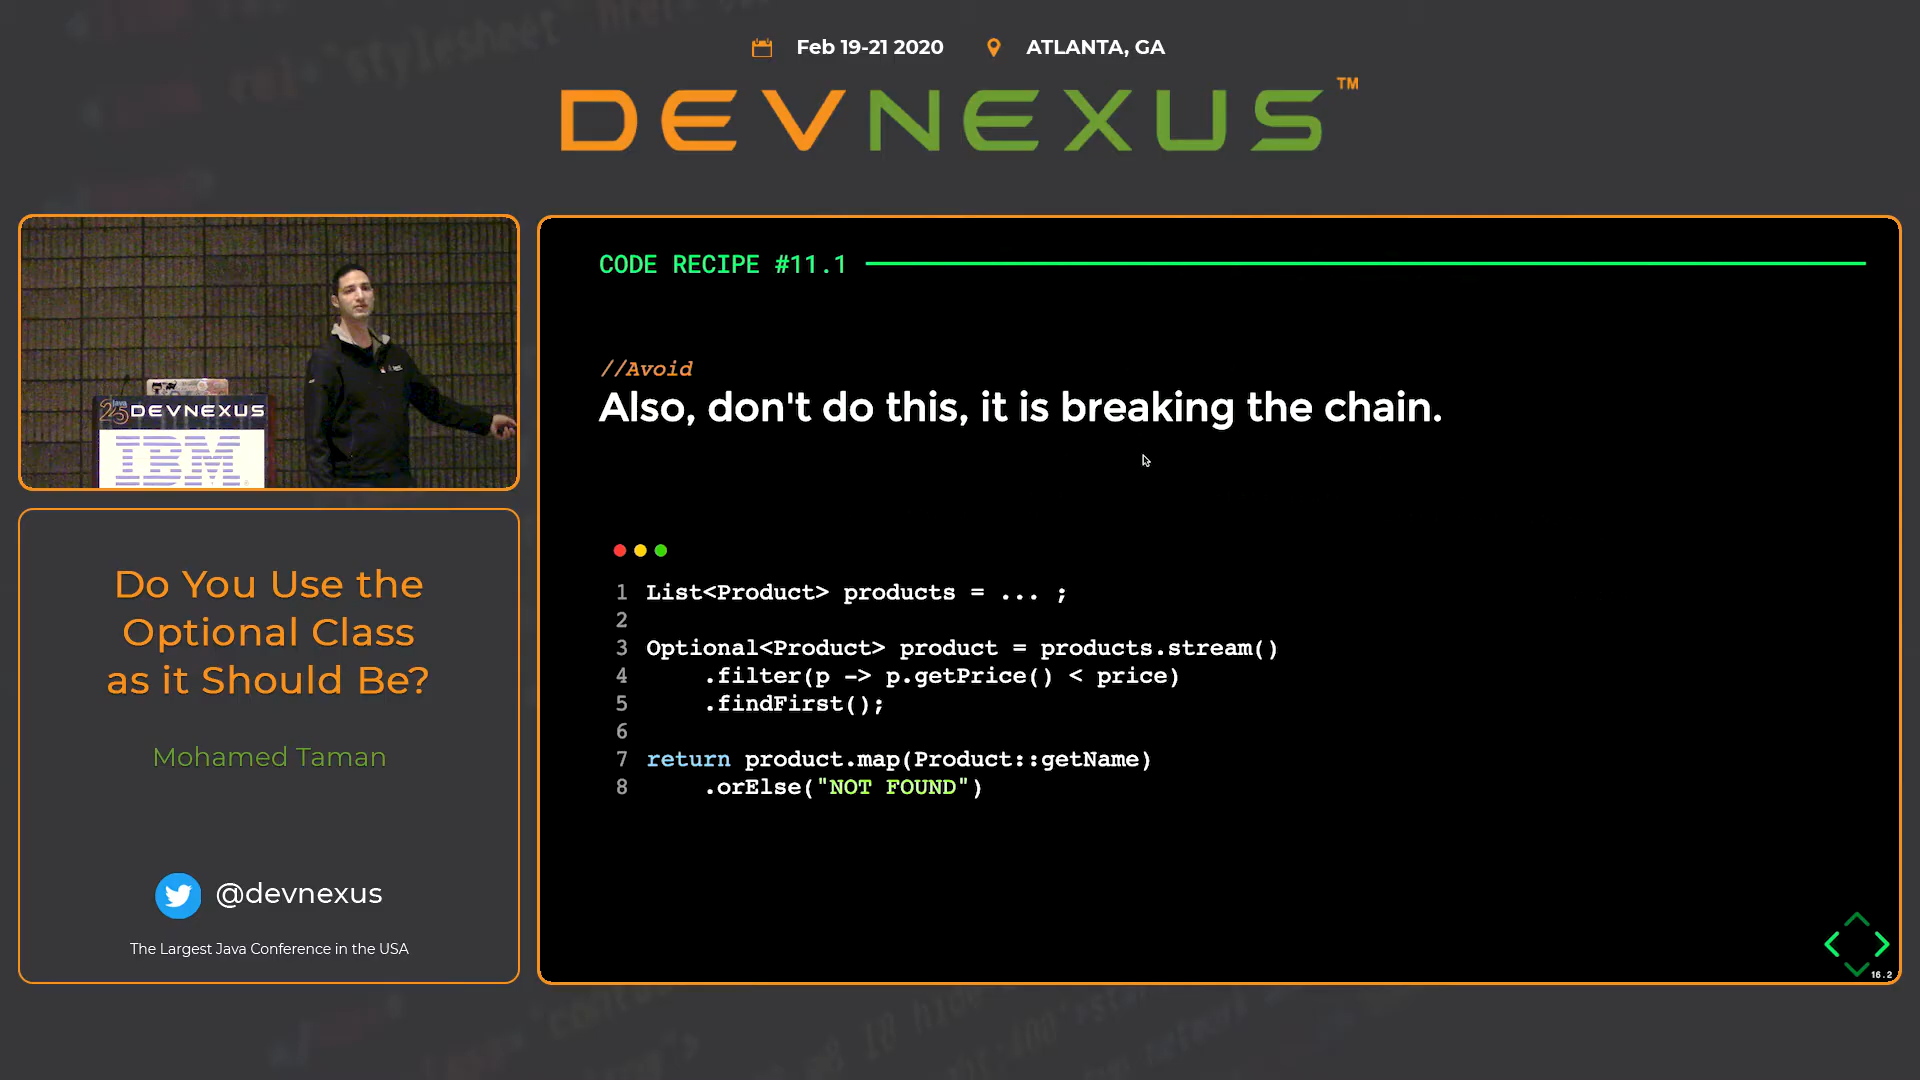 Feb 19-21 2020 ATLANTA, GA
DEVNEXUS™
25 DEVNEXUS
IBM
Do You Use the
Optional Class
as it Should Be?
Mohamed Taman
@devnexus
The Largest Java Conference in the USA
CODE RECIPE #11.1
//Avoid
Also, don't do this, it is breaking the chain.
1 List<Product> products = ... ;
2
3 Optional<Product> product = products.stream()
4 .filter(p -> p.getPrice() < price)
5 .findFirst();
6
7 return product.map(Product::getName)
8 .orElse("NOT FOUND")
16.2